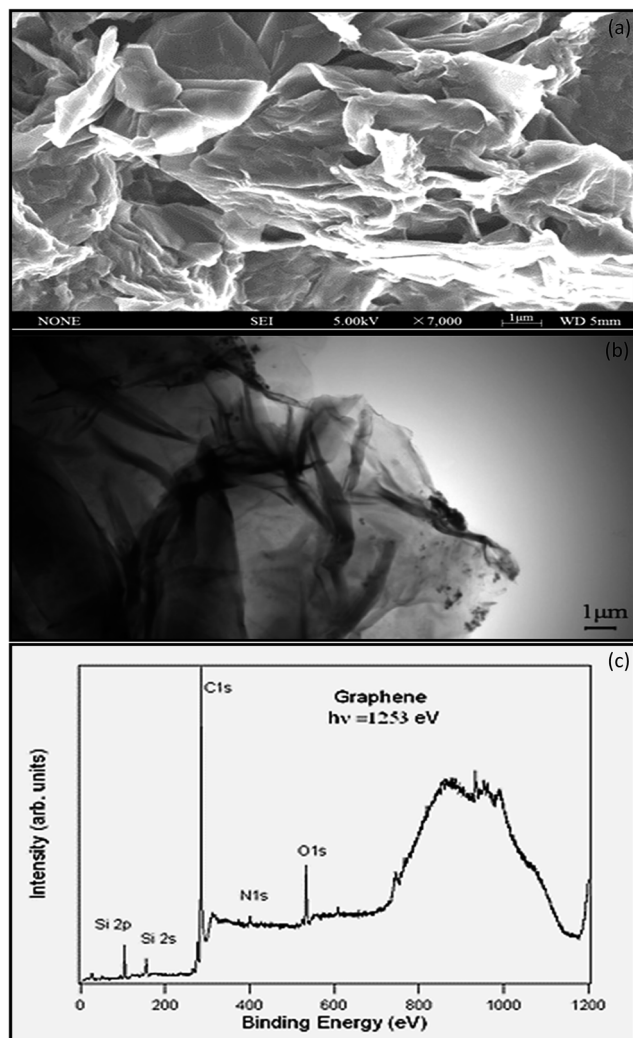 (a)
NONE SEI 5.00kV ×7,000 1μm WD 5mm
(b)
1μm
(c)
C1s
Graphene
hν =1253 eV
Intensity (arb. units)
O1s
N1s
Si 2p
Si 2s
0 200 400 600 800 1000 1200
Binding Energy (eV)